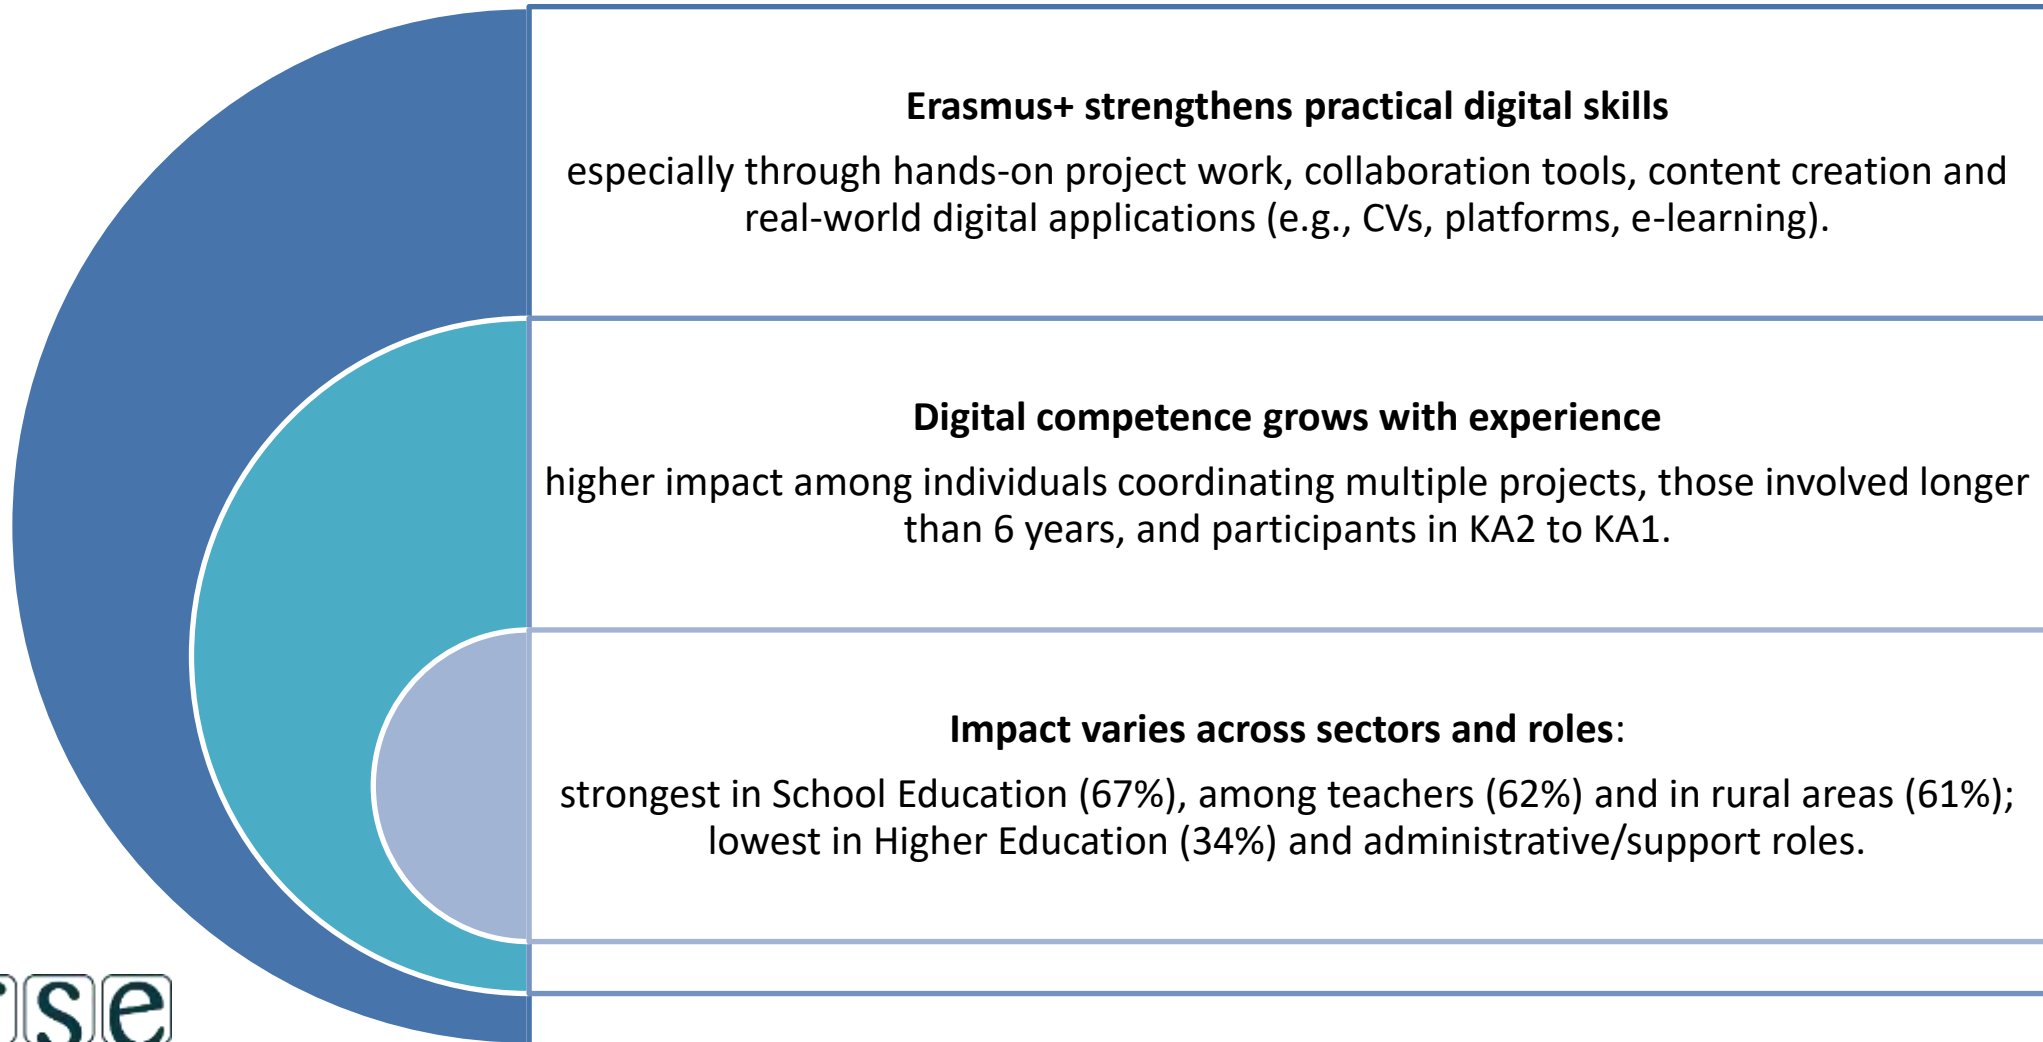 Erasmus+ strengthens practical digital skills
especially through hands-on project work, collaboration tools, content creation and
real-world digital applications (e.g., CVs, platforms, e-learning).
Digital competence grows with experience
higher impact among individuals coordinating multiple projects, those involved longer
than 6 years, and participants in KA2 to KA1.
Impact varies across sectors and roles:
strongest in School Education (67%), among teachers (62%) and in rural areas (61%);
lowest in Higher Education (34%) and administrative/support roles.
se